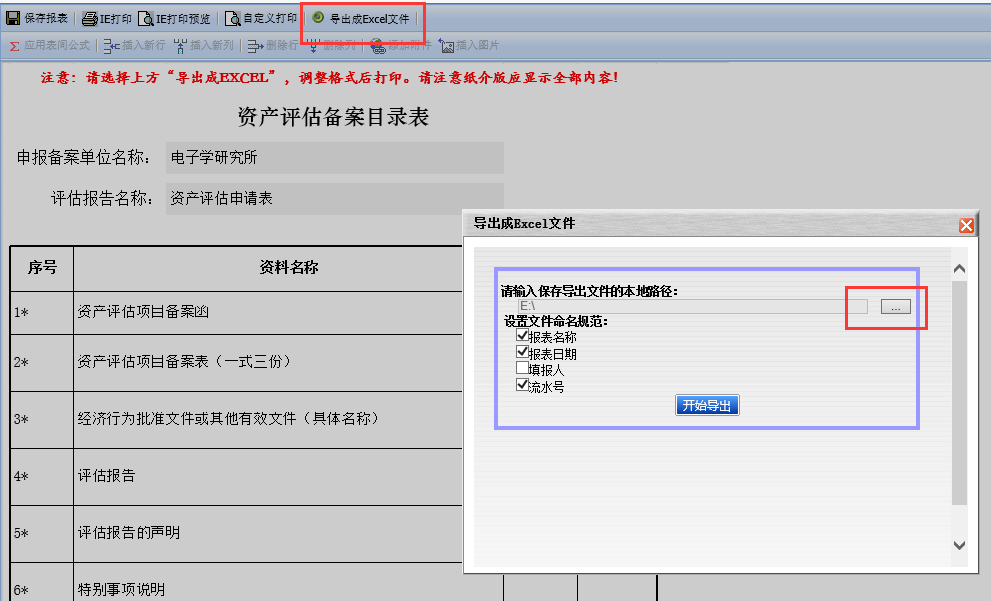 保存报表 IE打印 IE打印预览 自定义打印 导出成Excel文件
应用表间公式 插入新行 插入新列 删除行 删除列 添加附件 插入图片
注意：请选择上方“导出成EXCEL”，调整格式后打印。请注意纸介版应显示全部内容！
资产评估备案目录表
申报备案单位名称： 电子学研究所
评估报告名称： 资产评估申请表
序号 资料名称
1* 资产评估项目备案函
2* 资产评估项目备案表（一式三份）
3* 经济行为批准文件或其他有效文件（具体名称）
4* 评估报告
5* 评估报告的声明
6* 特别事项说明
导出成Excel文件
请输入保存导出文件的本地路径：
E:\ ...
设置文件命名规范：
报表名称
报表日期
填报人
流水号
开始导出